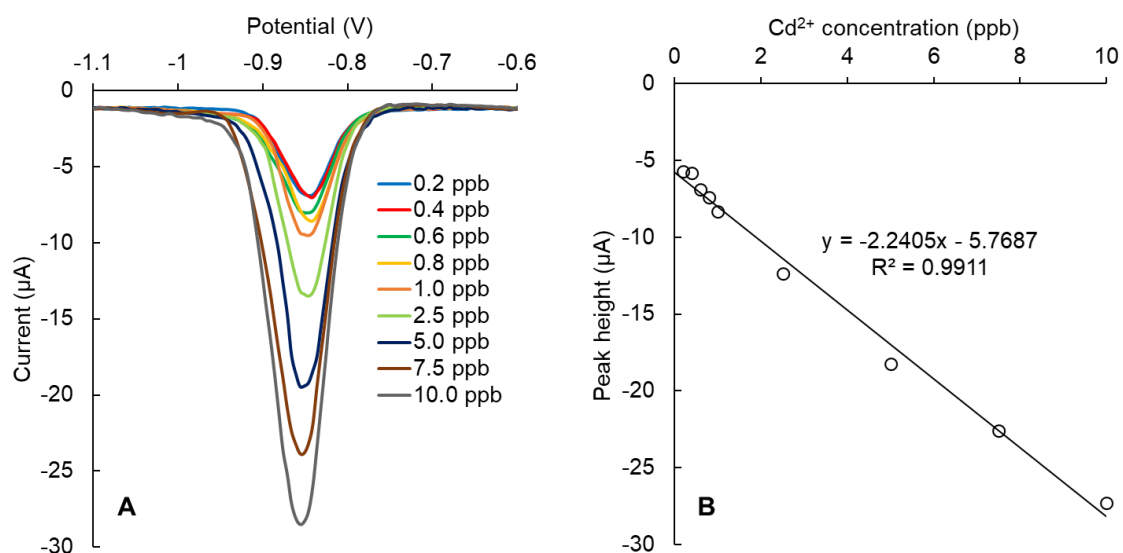 Potential (V)
-1.1 -1 -0.9 -0.8 -0.7 -0.6
0
-5
-10
-15
-20
-25
-30
Current (µA)
0.2 ppb
0.4 ppb
0.6 ppb
0.8 ppb
1.0 ppb
2.5 ppb
5.0 ppb
7.5 ppb
10.0 ppb
A
Cd²⁺ concentration (ppb)
0 2 4 6 8 10
0
-5
-10
-15
-20
-25
-30
Peak height (µA)
y = -2.2405x - 5.7687
R² = 0.9911
B